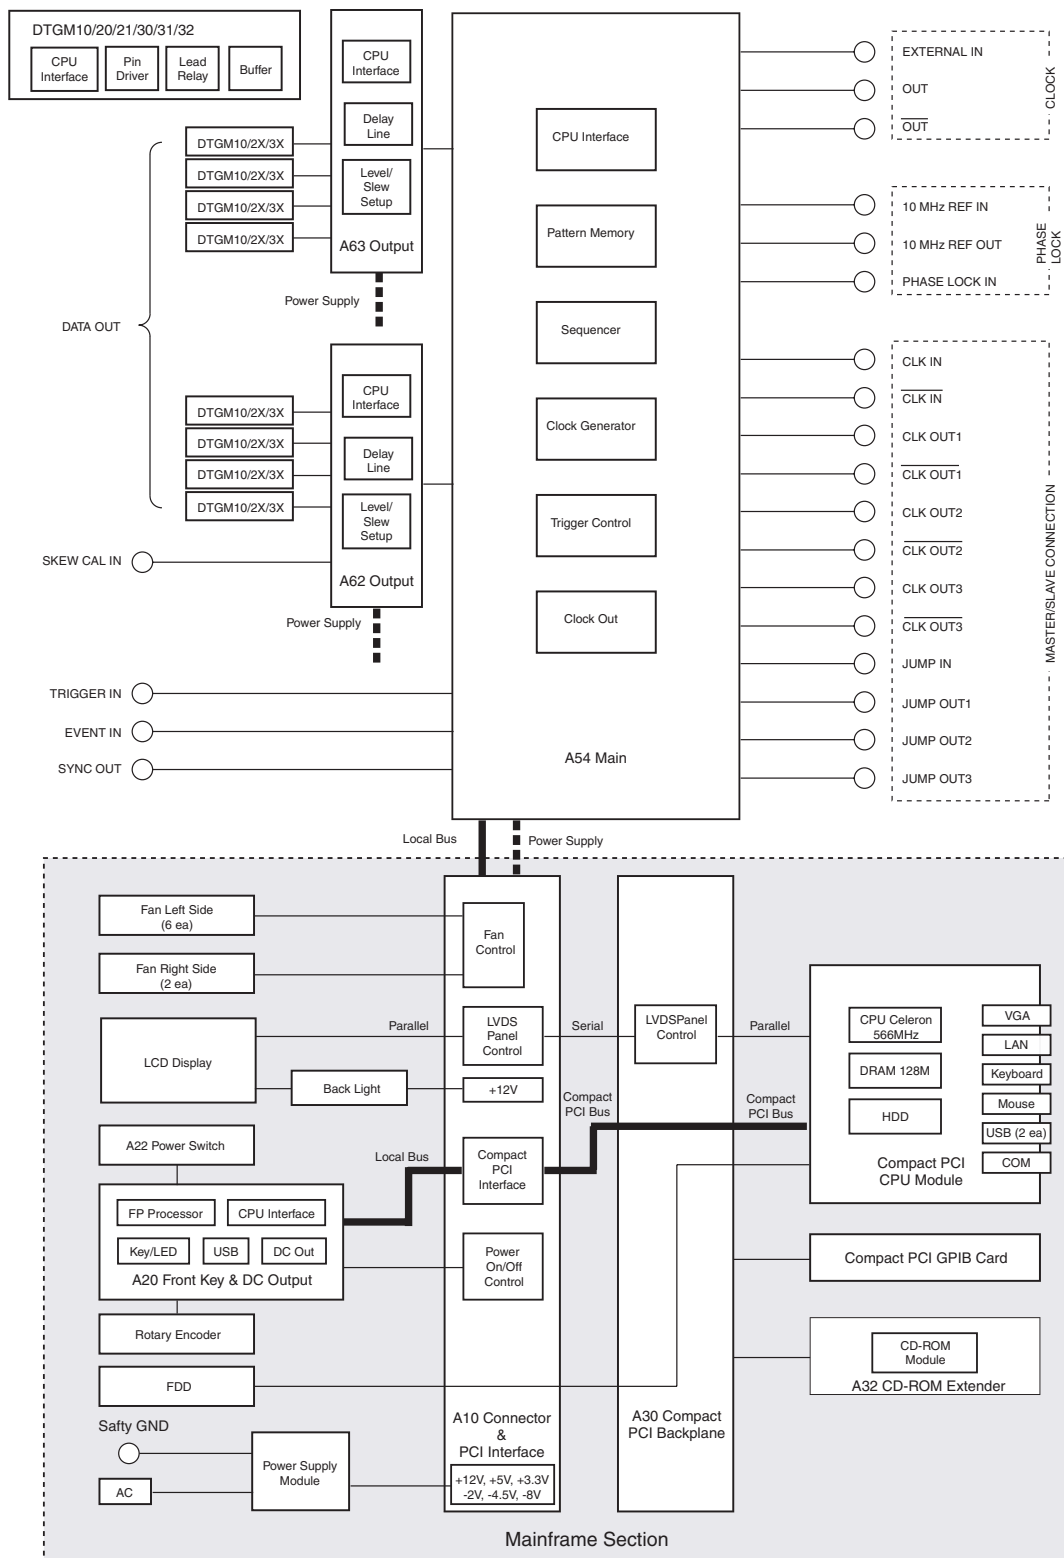 DTGM10/20/21/30/31/32
CPU
Interface
Pin
Driver
Lead
Relay
Buffer
CPU
Interface
Delay
Line
Level/
Slew
Setup
A63 Output
DTGM10/2X/3X
DTGM10/2X/3X
DTGM10/2X/3X
DTGM10/2X/3X
Power Supply
DATA OUT
CPU
Interface
Delay
Line
Level/
Slew
Setup
A62 Output
DTGM10/2X/3X
DTGM10/2X/3X
DTGM10/2X/3X
DTGM10/2X/3X
SKEW CAL IN
Power Supply
TRIGGER IN
EVENT IN
SYNC OUT
CPU Interface
Pattern Memory
Sequencer
Clock Generator
Trigger Control
Clock Out
A54 Main
EXTERNAL IN
OUT
OUT
CLOCK
10 MHz REF IN
10 MHz REF OUT
PHASE LOCK IN
PHASE
LOCK
CLK IN
CLK IN
CLK OUT1
CLK OUT1
CLK OUT2
CLK OUT2
CLK OUT3
CLK OUT3
JUMP IN
JUMP OUT1
JUMP OUT2
JUMP OUT3
MASTER/SLAVE CONNECTION
Local Bus
Power Supply
Fan Left Side
(6 ea)
Fan Right Side
(2 ea)
Fan
Control
LCD Display
Parallel
LVDS
Panel
Control
Serial
LVDSPanel
Control
Parallel
Back Light
+12V
Compact
PCI Bus
Compact
PCI Bus
A22 Power Switch
Local Bus
Compact
PCI
Interface
FP Processor
CPU Interface
Key/LED
USB
DC Out
A20 Front Key & DC Output
Power
On/Off
Control
Rotary Encoder
FDD
Safty GND
AC
Power Supply
Module
A10 Connector
&
PCI Interface
+12V, +5V, +3.3V
-2V, -4.5V, -8V
A30 Compact
PCI Backplane
CPU Celeron
566MHz
DRAM 128M
HDD
Compact PCI
CPU Module
VGA
LAN
Keyboard
Mouse
USB (2 ea)
COM
Compact PCI GPIB Card
CD-ROM
Module
A32 CD-ROM Extender
Mainframe Section